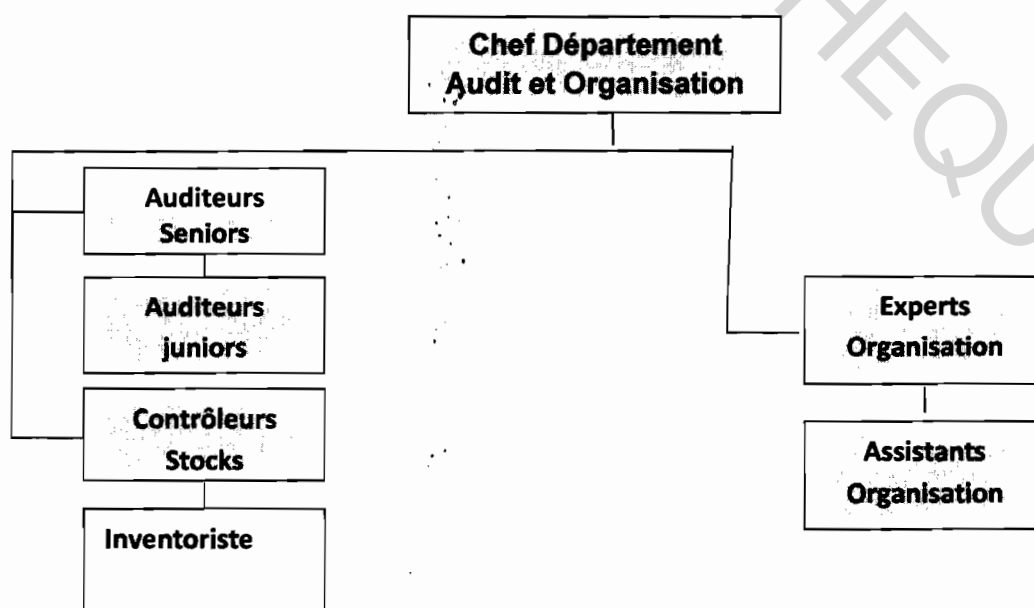 Chef Département
Audit et Organisation
Auditeurs
Seniors
Auditeurs
juniors
Contrôleurs
Stocks
Inventoriste
Experts
Organisation
Assistants
Organisation